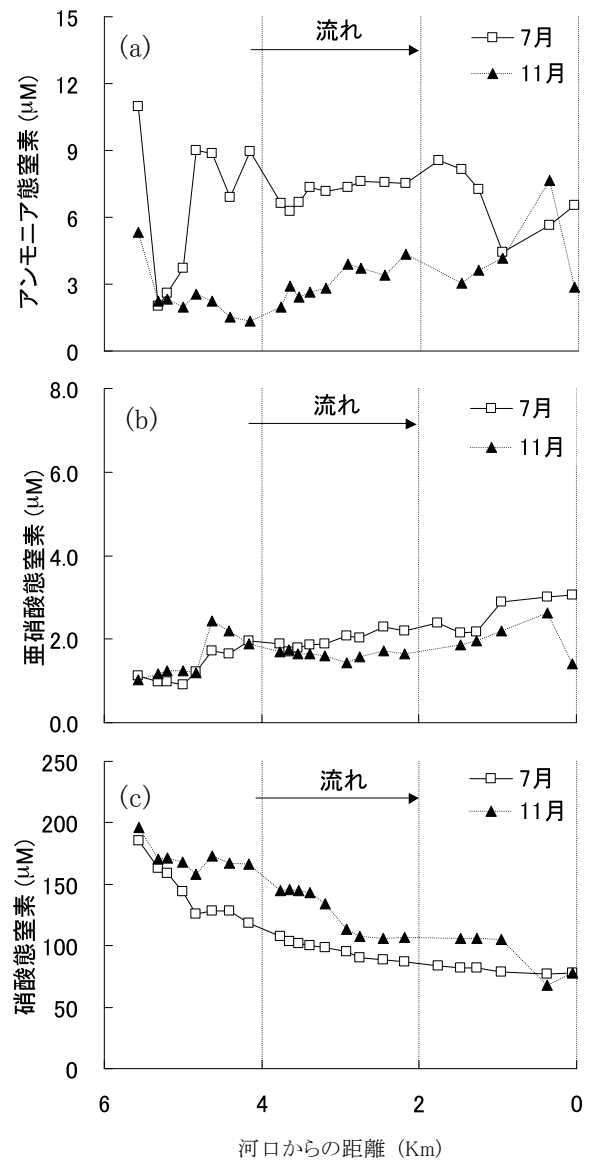 (a)
流れ
7月
11月
15
12
9
6
3
0
アンモニア態窒素 (μM)
(b)
流れ
7月
11月
8.0
6.0
4.0
2.0
0.0
亜硝酸態窒素 (μM)
(c)
流れ
7月
11月
250
200
150
100
50
0
硝酸態窒素 (μM)
6 4 2 0
河口からの距離 (Km)